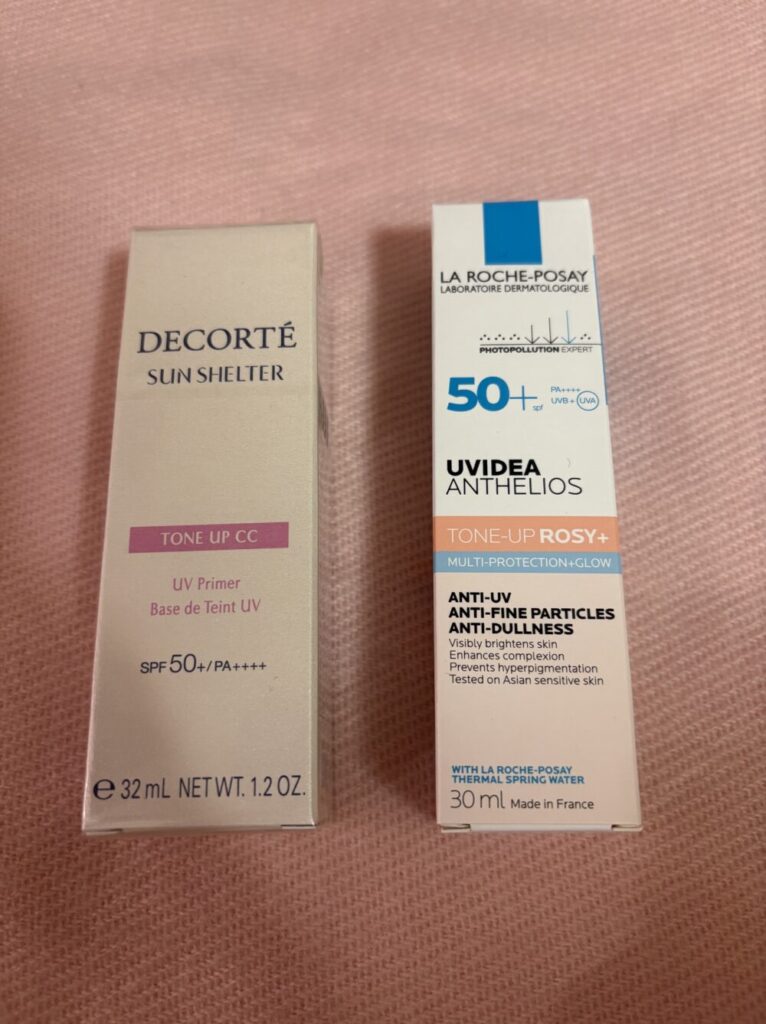 DECORTÉ
SUN SHELTER
TONE UP CC
UV Primer
Base de Teint UV
SPF 50+/PA++++
℮ 32 mL NET WT. 1.2 OZ.
LA ROCHE-POSAY
LABORATOIRE DERMATOLOGIQUE
PHOTOPOLLUTION EXPERT
50+ spf
PA++++
UVB + UVA
UVIDEA
ANTHELIOS
TONE-UP ROSY+
MULTI-PROTECTION+GLOW
ANTI-UV
ANTI-FINE PARTICLES
ANTI-DULLNESS
Visibly brightens skin
Enhances complexion
Prevents hyperpigmentation
Tested on Asian sensitive skin
WITH LA ROCHE-POSAY
THERMAL SPRING WATER
30 ml Made in France